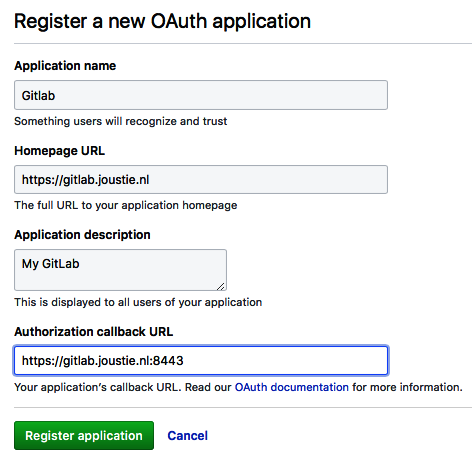 Register a new OAuth application
Application name
Gitlab
Something users will recognize and trust
Homepage URL
https://gitlab.joustie.nl
The full URL to your application homepage
Application description
My GitLab
This is displayed to all users of your application
Authorization callback URL
https://gitlab.joustie.nl:8443
Your application’s callback URL. Read our OAuth documentation for more information.
Register application Cancel